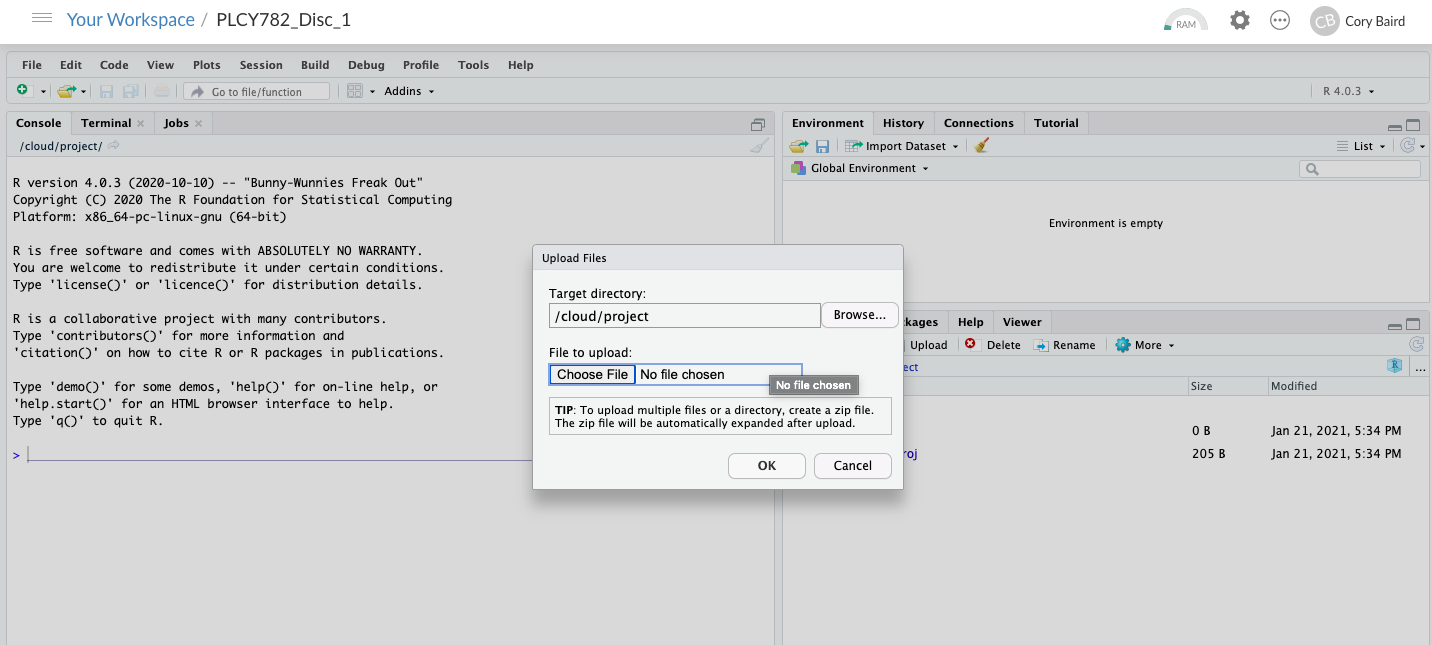 Your Workspace / PLCY782_Disc_1
RAM
CB Cory Baird
File Edit Code View Plots Session Build Debug Profile Tools Help
Go to file/function Addins R 4.0.3
Console Terminal Jobs
/cloud/project/
R version 4.0.3 (2020-10-10) -- "Bunny-Wunnies Freak Out"
Copyright (C) 2020 The R Foundation for Statistical Computing
Platform: x86_64-pc-linux-gnu (64-bit)
R is free software and comes with ABSOLUTELY NO WARRANTY.
You are welcome to redistribute it under certain conditions.
Type 'license()' or 'licence()' for distribution details.
R is a collaborative project with many contributors.
Type 'contributors()' for more information and
'citation()' on how to cite R or R packages in publications.
Type 'demo()' for some demos, 'help()' for on-line help, or
'help.start()' for an HTML browser interface to help.
Type 'q()' to quit R.
>
Upload Files
Target directory:
/cloud/project Browse...
File to upload:
Choose File No file chosen
No file chosen
TIP: To upload multiple files or a directory, create a zip file.
The zip file will be automatically expanded after upload.
OK Cancel
Environment History Connections Tutorial
Import Dataset List
Global Environment
Environment is empty
kages Help Viewer
Upload Delete Rename More
ect R ...
Size Modified
0 B Jan 21, 2021, 5:34 PM
roj 205 B Jan 21, 2021, 5:34 PM